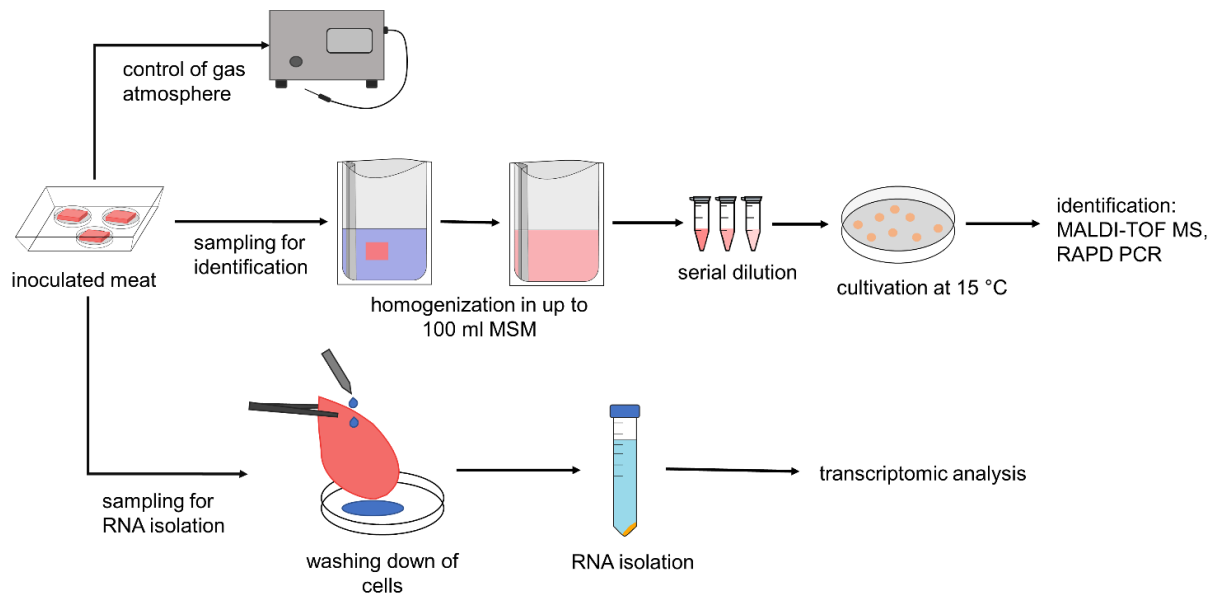 control of gas
atmosphere
inoculated meat
sampling for
identification
homogenization in up to
100 ml MSM
serial dilution
cultivation at 15 °C
identification:
MALDI-TOF MS,
RAPD PCR
sampling for
RNA isolation
washing down of
cells
RNA isolation
transcriptomic analysis